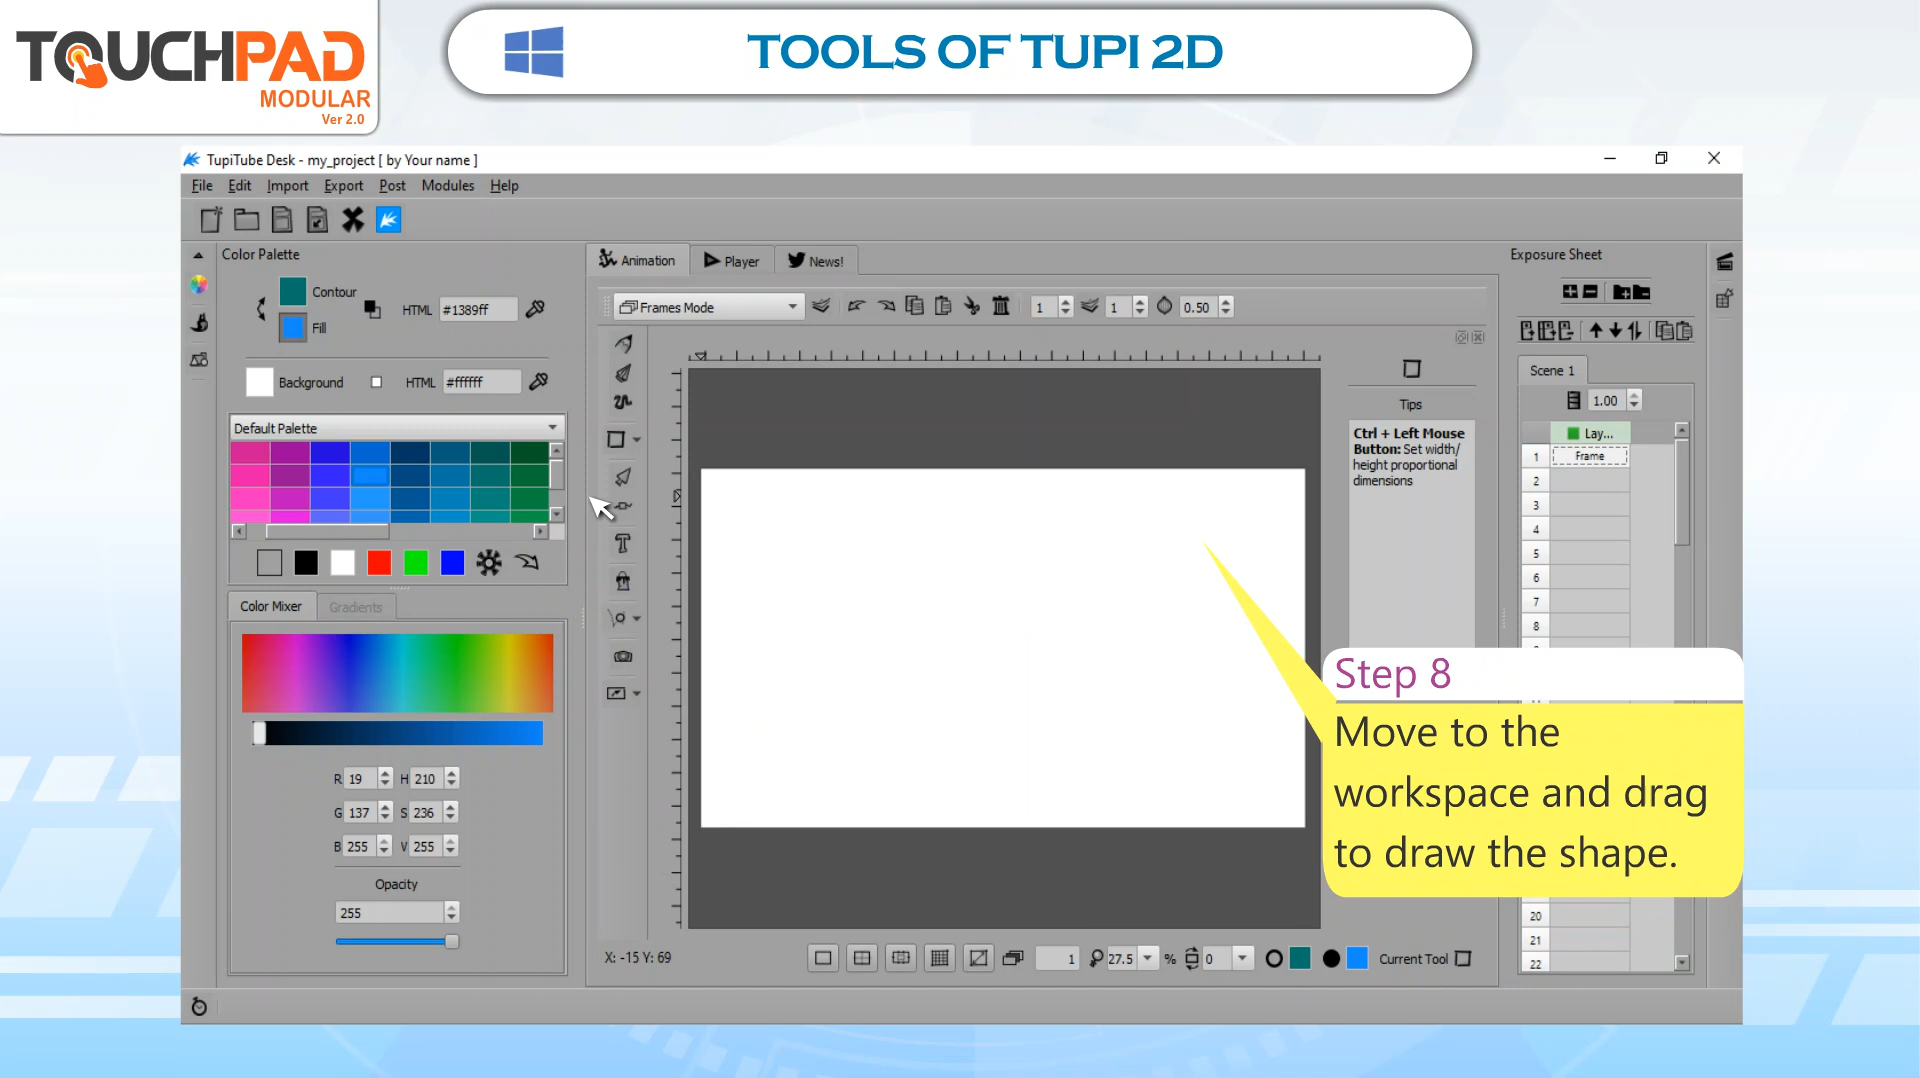 TOUCHPAD
MODULAR
Ver 2.0
TOOLS OF TUPI 2D
TupiTube Desk - my_project [ by Your name ]
File Edit Import Export Post Modules Help
Color Palette
Contour
Fill
HTML #1389ff
Background HTML #ffffff
Default Palette
Color Mixer Gradients
R 19 H 210
G 137 S 236
B 255 V 255
Opacity
255
Animation Player News!
Frames Mode 1 1 0.50
Tips
Ctrl + Left Mouse
Button: Set width/
height proportional
dimensions
X: -15 Y: 69
1 27.5 % 0 Current Tool
Exposure Sheet
Scene 1
1.00
Lay...
1 Frame
2
3
4
5
6
7
8
20
21
22
Step 8
Move to the
workspace and drag
to draw the shape.